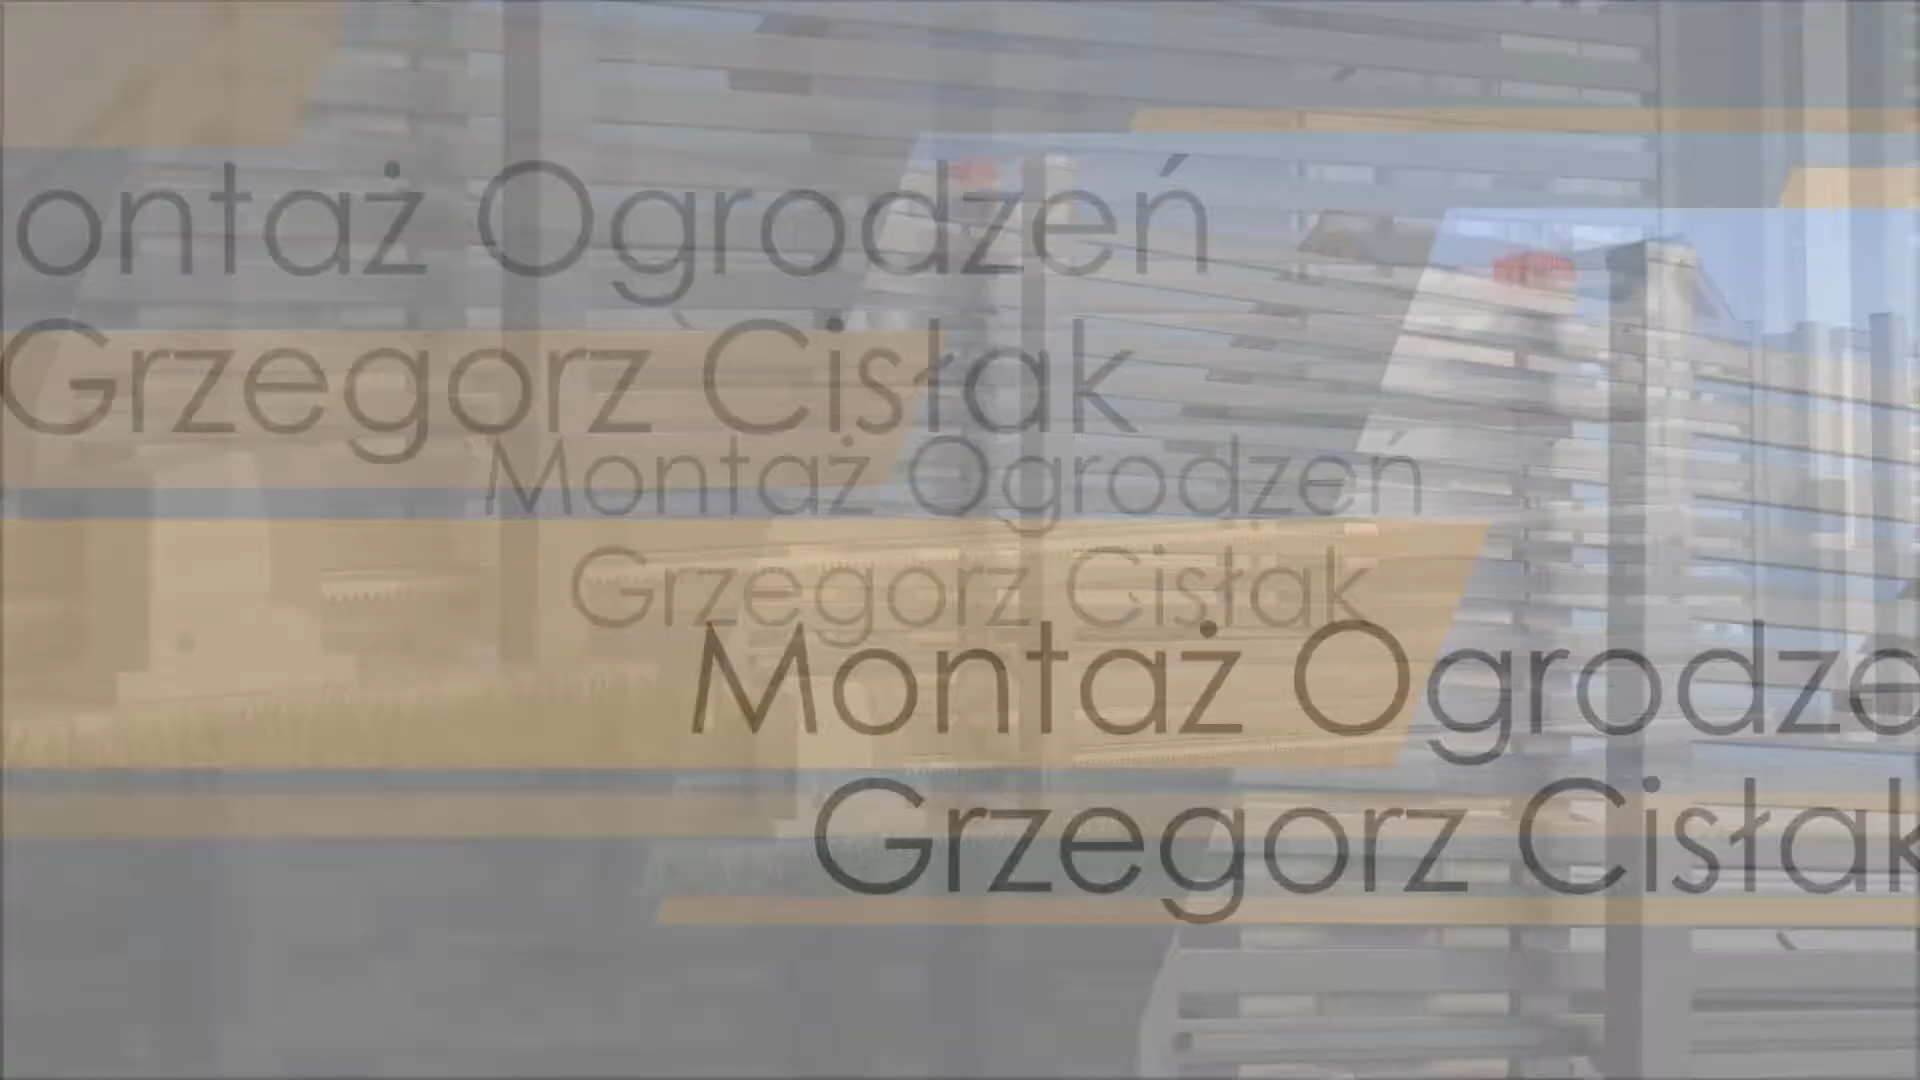 ontaż Ogrodzeń
Grzegorz Cisłak
Montaż Ogrodzeń
Grzegorz Cisłak
Montaż Ogrodze
Grzegorz Cisłak